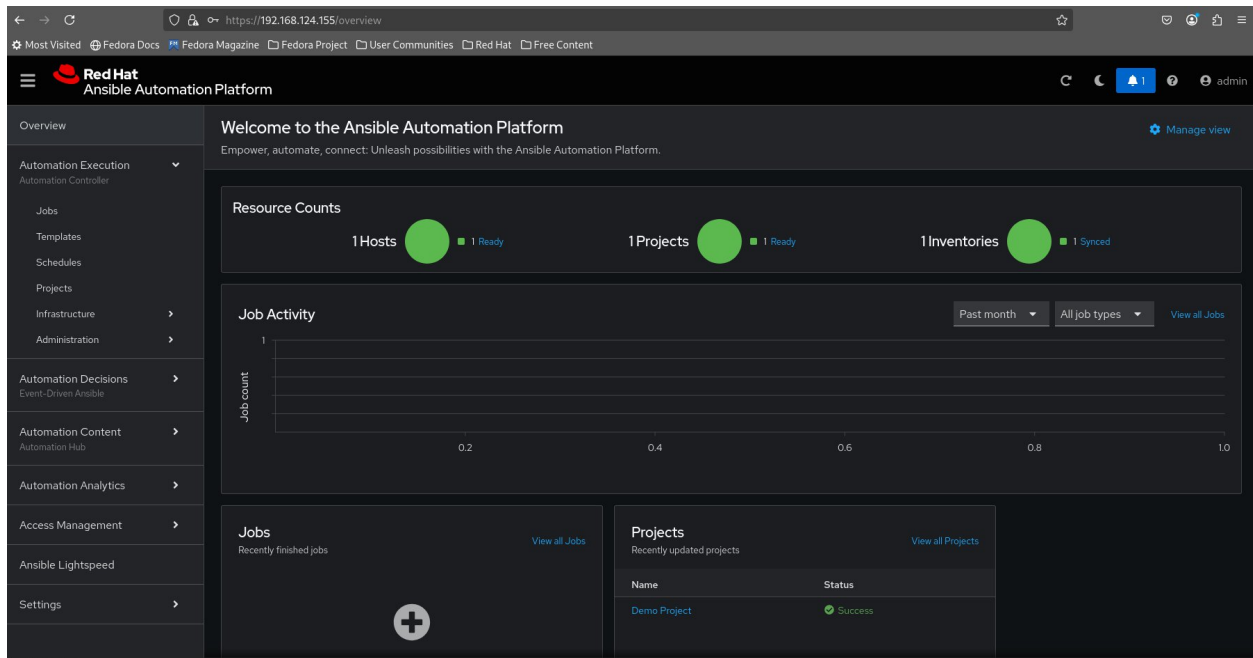 https://192.168.124.155/overview
Most Visited Fedora Docs Fedora Magazine Fedora Project User Communities Red Hat Free Content
Red Hat
Ansible Automation Platform
1 admin
Overview
Automation Execution
Automation Controller
Jobs
Templates
Schedules
Projects
Infrastructure
Administration
Automation Decisions
Event-Driven Ansible
Automation Content
Automation Hub
Automation Analytics
Access Management
Ansible Lightspeed
Settings
Welcome to the Ansible Automation Platform
Manage view
Empower, automate, connect: Unleash possibilities with the Ansible Automation Platform.
Resource Counts
1 Hosts 1 Ready 1 Projects 1 Ready 1 Inventories 1 Synced
Job Activity Past month All job types View all Jobs
1
Job count
0.2 0.4 0.6 0.8 1.0
Jobs
View all Jobs
Recently finished jobs
Projects
View all Projects
Recently updated projects
Name Status
Demo Project Success